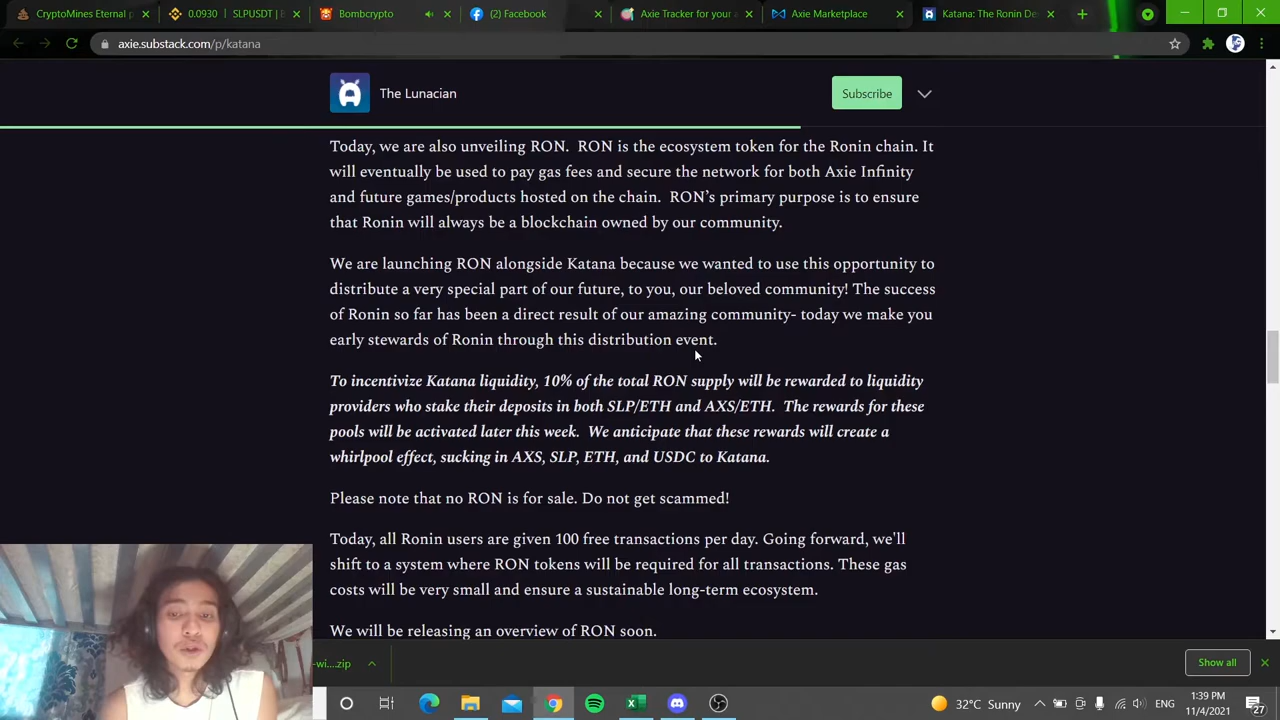 CryptoMines Eternal p
0.0930 | SLPUSDT | B
Bombcrypto
(2) Facebook
Axie Tracker for your a
Axie Marketplace
Katana: The Ronin De
axie.substack.com/p/katana
The Lunacian
Subscribe
Today, we are also unveiling RON.  RON is the ecosystem token for the Ronin chain. It
will eventually be used to pay gas fees and secure the network for both Axie Infinity
and future games/products hosted on the chain.  RON’s primary purpose is to ensure
that Ronin will always be a blockchain owned by our community.
We are launching RON alongside Katana because we wanted to use this opportunity to
distribute a very special part of our future, to you, our beloved community! The success
of Ronin so far has been a direct result of our amazing community- today we make you
early stewards of Ronin through this distribution event.
To incentivize Katana liquidity, 10% of the total RON supply will be rewarded to liquidity
providers who stake their deposits in both SLP/ETH and AXS/ETH.  The rewards for these
pools will be activated later this week.  We anticipate that these rewards will create a
whirlpool effect, sucking in AXS, SLP, ETH, and USDC to Katana.
Please note that no RON is for sale. Do not get scammed!
Today, all Ronin users are given 100 free transactions per day. Going forward, we'll
shift to a system where RON tokens will be required for all transactions. These gas
costs will be very small and ensure a sustainable long-term ecosystem.
We will be releasing an overview of RON soon.
-wi....zip
Show all
32°C Sunny
ENG
1:39 PM
11/4/2021
27